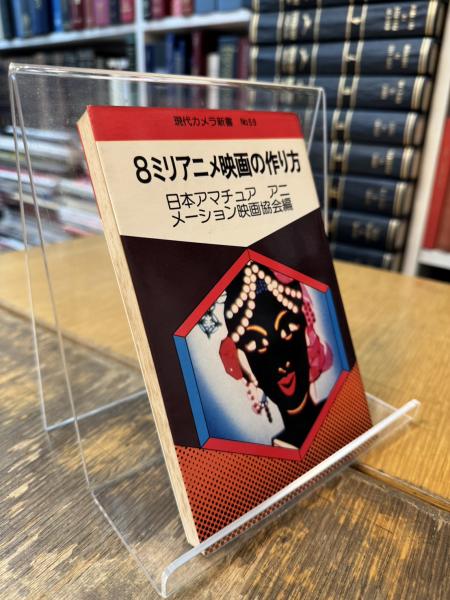 現代カメラ新書 No59
8ミリアニメ映画の作り方
日本アマチュア アニ
メーション映画協会編